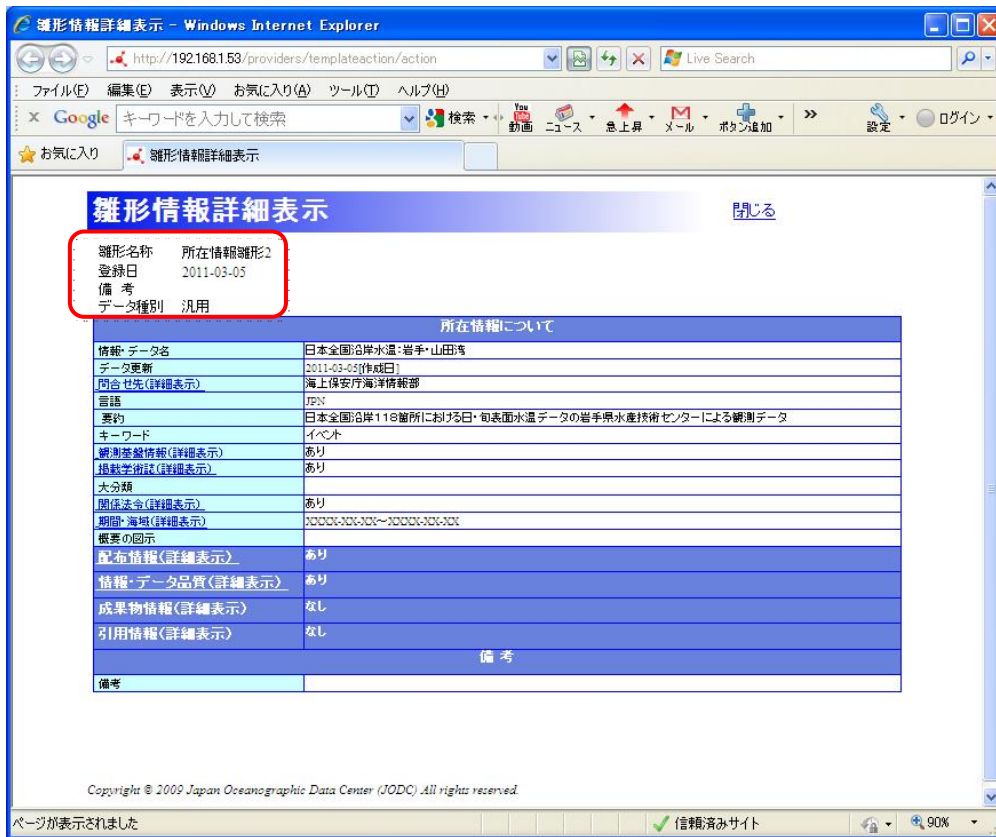 雛形情報詳細表示 - Windows Internet Explorer
http://192.168.1.53/providers/templateaction/action
Live Search
ファイル(F) 編集(E) 表示(V) お気に入り(A) ツール(T) ヘルプ(H)
x Google キーワードを入力して検索 検索 You Tube 動画 ニュース 急上昇 メール ボタン追加 » 設定 ログイン
お気に入り 雛形情報詳細表示
雛形情報詳細表示 閉じる
雛形名称 所在情報雛形2
登録日 2011-03-05
備 考
データ種別 汎用
所在情報について
情報・データ名 日本全国沿岸水温:岩手・山田湾
データ更新 2011-03-05[作成日]
問合せ先(詳細表示) 海上保安庁海洋情報部
言語 JPN
要約 日本全国沿岸118箇所における日・旬表面水温データの岩手県水産技術センターによる観測データ
キーワード イベント
観測基盤情報(詳細表示) あり
掲載学術誌(詳細表示) あり
大分類
関係法令(詳細表示) あり
期間・海域(詳細表示) XXXX-XX-XX～XXXX-XX-XX
概要の図示
配布情報(詳細表示) あり
情報・データ品質(詳細表示) あり
成果物情報(詳細表示) なし
引用情報(詳細表示) なし
備 考
備考
Copyright © 2009 Japan Oceanographic Data Center (JODC) All rights reserved.
ページが表示されました 信頼済みサイト 90%